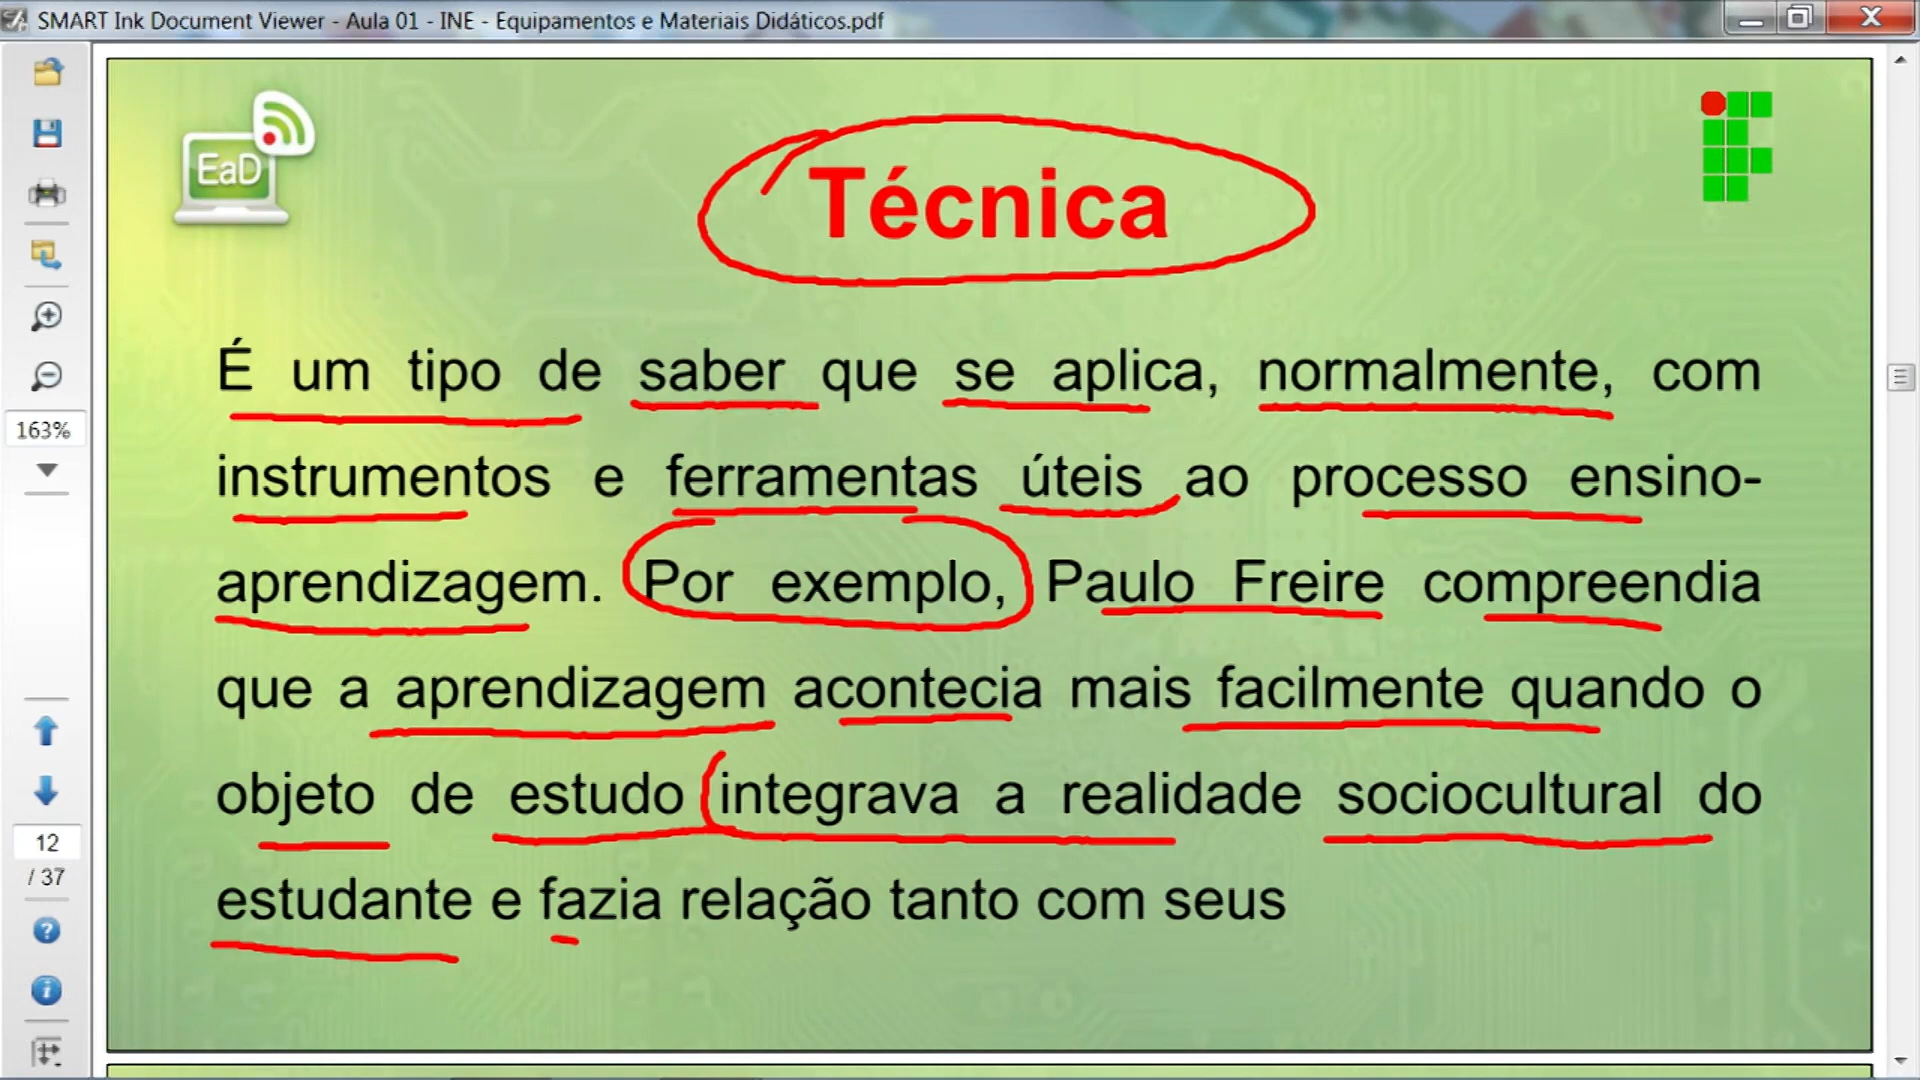 SMART Ink Document Viewer - Aula 01 - INE - Equipamentos e Materiais Didáticos.pdf
EaD
Técnica
É um tipo de saber que se aplica, normalmente, com
instrumentos e ferramentas úteis ao processo ensino-
aprendizagem. Por exemplo, Paulo Freire compreendia
que a aprendizagem acontecia mais facilmente quando o
objeto de estudo integrava a realidade sociocultural do
estudante e fazia relação tanto com seus
163%
12
/ 37